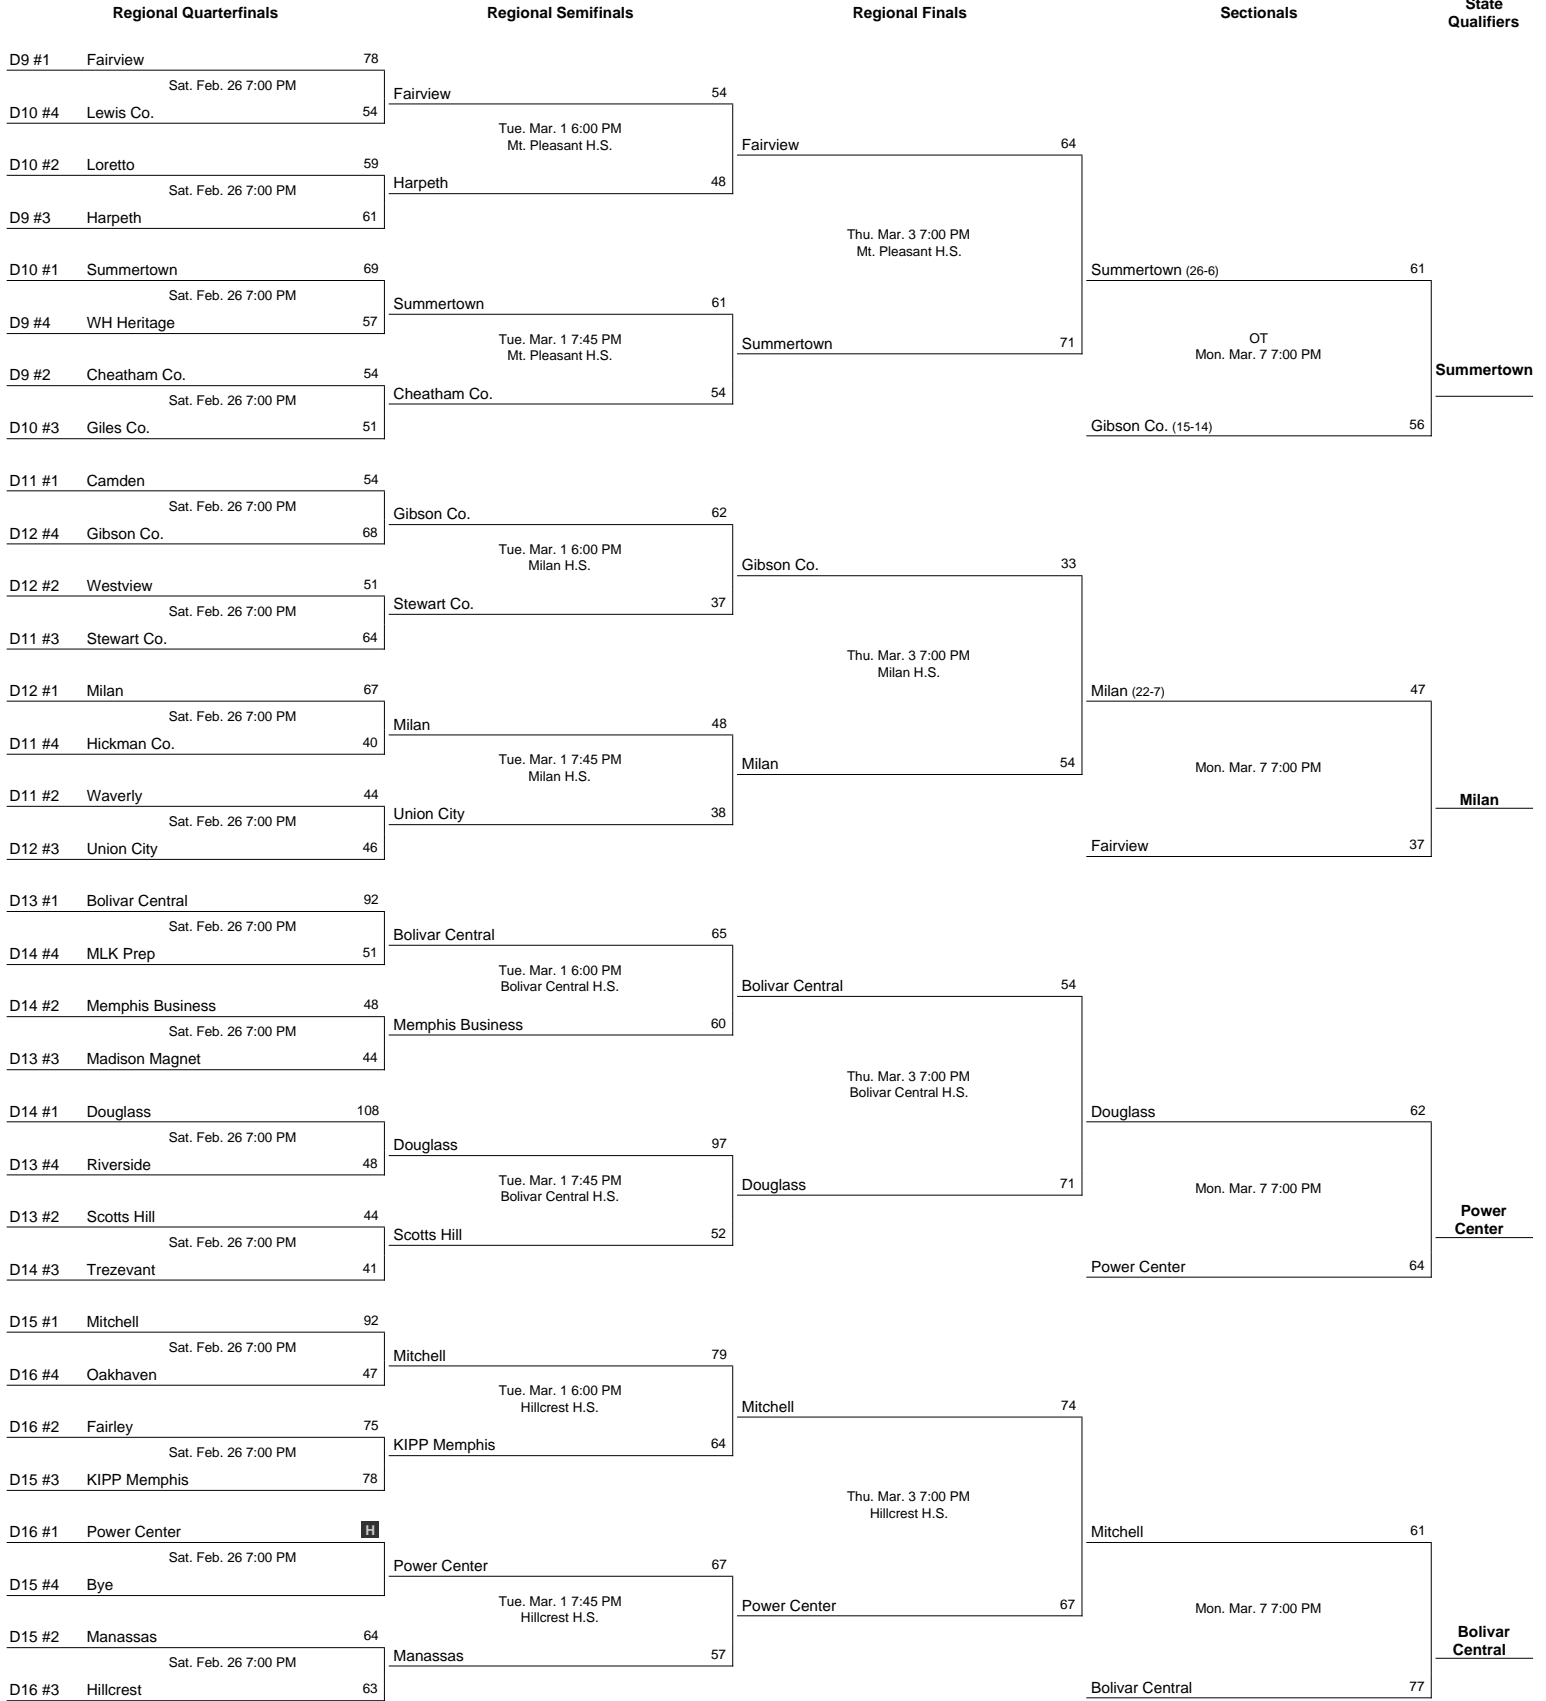 Regional Quarterfinals
Regional Semifinals
Regional Finals
Sectionals
State
Qualifiers
D9 #1 Fairview 78
Sat. Feb. 26 7:00 PM
D10 #4 Lewis Co. 54
D10 #2 Loretto 59
Sat. Feb. 26 7:00 PM
D9 #3 Harpeth 61
D10 #1 Summertown 69
Sat. Feb. 26 7:00 PM
D9 #4 WH Heritage 57
D9 #2 Cheatham Co. 54
Sat. Feb. 26 7:00 PM
D10 #3 Giles Co. 51
D11 #1 Camden 54
Sat. Feb. 26 7:00 PM
D12 #4 Gibson Co. 68
D12 #2 Westview 51
Sat. Feb. 26 7:00 PM
D11 #3 Stewart Co. 64
D12 #1 Milan 67
Sat. Feb. 26 7:00 PM
D11 #4 Hickman Co. 40
D11 #2 Waverly 44
Sat. Feb. 26 7:00 PM
D12 #3 Union City 46
D13 #1 Bolivar Central 92
Sat. Feb. 26 7:00 PM
D14 #4 MLK Prep 51
D14 #2 Memphis Business 48
Sat. Feb. 26 7:00 PM
D13 #3 Madison Magnet 44
D14 #1 Douglass 108
Sat. Feb. 26 7:00 PM
D13 #4 Riverside 48
D13 #2 Scotts Hill 44
Sat. Feb. 26 7:00 PM
D14 #3 Trezevant 41
D15 #1 Mitchell 92
Sat. Feb. 26 7:00 PM
D16 #4 Oakhaven 47
D16 #2 Fairley 75
Sat. Feb. 26 7:00 PM
D15 #3 KIPP Memphis 78
D16 #1 Power Center H
Sat. Feb. 26 7:00 PM
D15 #4 Bye
D15 #2 Manassas 64
Sat. Feb. 26 7:00 PM
D16 #3 Hillcrest 63
Fairview 54
Tue. Mar. 1 6:00 PM
Mt. Pleasant H.S.
Harpeth 48
Summertown 61
Tue. Mar. 1 7:45 PM
Mt. Pleasant H.S.
Cheatham Co. 54
Gibson Co. 62
Tue. Mar. 1 6:00 PM
Milan H.S.
Stewart Co. 37
Milan 48
Tue. Mar. 1 7:45 PM
Milan H.S.
Union City 38
Bolivar Central 65
Tue. Mar. 1 6:00 PM
Bolivar Central H.S.
Memphis Business 60
Douglass 97
Tue. Mar. 1 7:45 PM
Bolivar Central H.S.
Scotts Hill 52
Mitchell 79
Tue. Mar. 1 6:00 PM
Hillcrest H.S.
KIPP Memphis 64
Power Center 67
Tue. Mar. 1 7:45 PM
Hillcrest H.S.
Manassas 57
Fairview 64
Thu. Mar. 3 7:00 PM
Mt. Pleasant H.S.
Summertown 71
Gibson Co. 33
Thu. Mar. 3 7:00 PM
Milan H.S.
Milan 54
Bolivar Central 54
Thu. Mar. 3 7:00 PM
Bolivar Central H.S.
Douglass 71
Mitchell 74
Thu. Mar. 3 7:00 PM
Hillcrest H.S.
Power Center 67
Summertown (26-6) 61
OT
Mon. Mar. 7 7:00 PM
Gibson Co. (15-14) 56
Milan (22-7) 47
Mon. Mar. 7 7:00 PM
Fairview 37
Douglass 62
Mon. Mar. 7 7:00 PM
Power Center 64
Mitchell 61
Mon. Mar. 7 7:00 PM
Bolivar Central 77
Summertown
Milan
Power
Center
Bolivar
Central